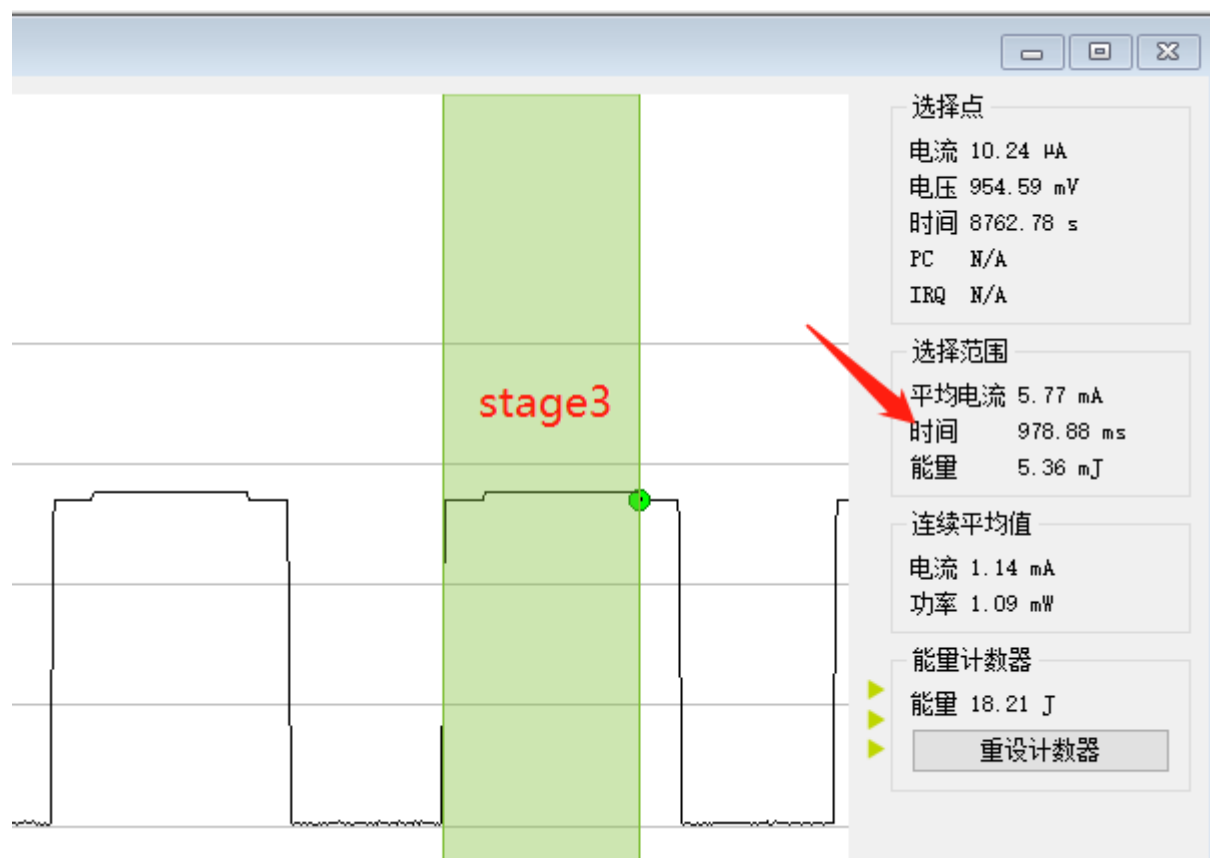 选择点
电流 10.24 μA
电压 954.59 mV
时间 8762.78 s
PC N/A
IRQ N/A
选择范围
stage3
平均电流 5.77 mA
时间 978.88 ms
能量 5.36 mJ
连续平均值
电流 1.14 mA
功率 1.09 mW
能里计数器
能里 18.21 J
重设计数器